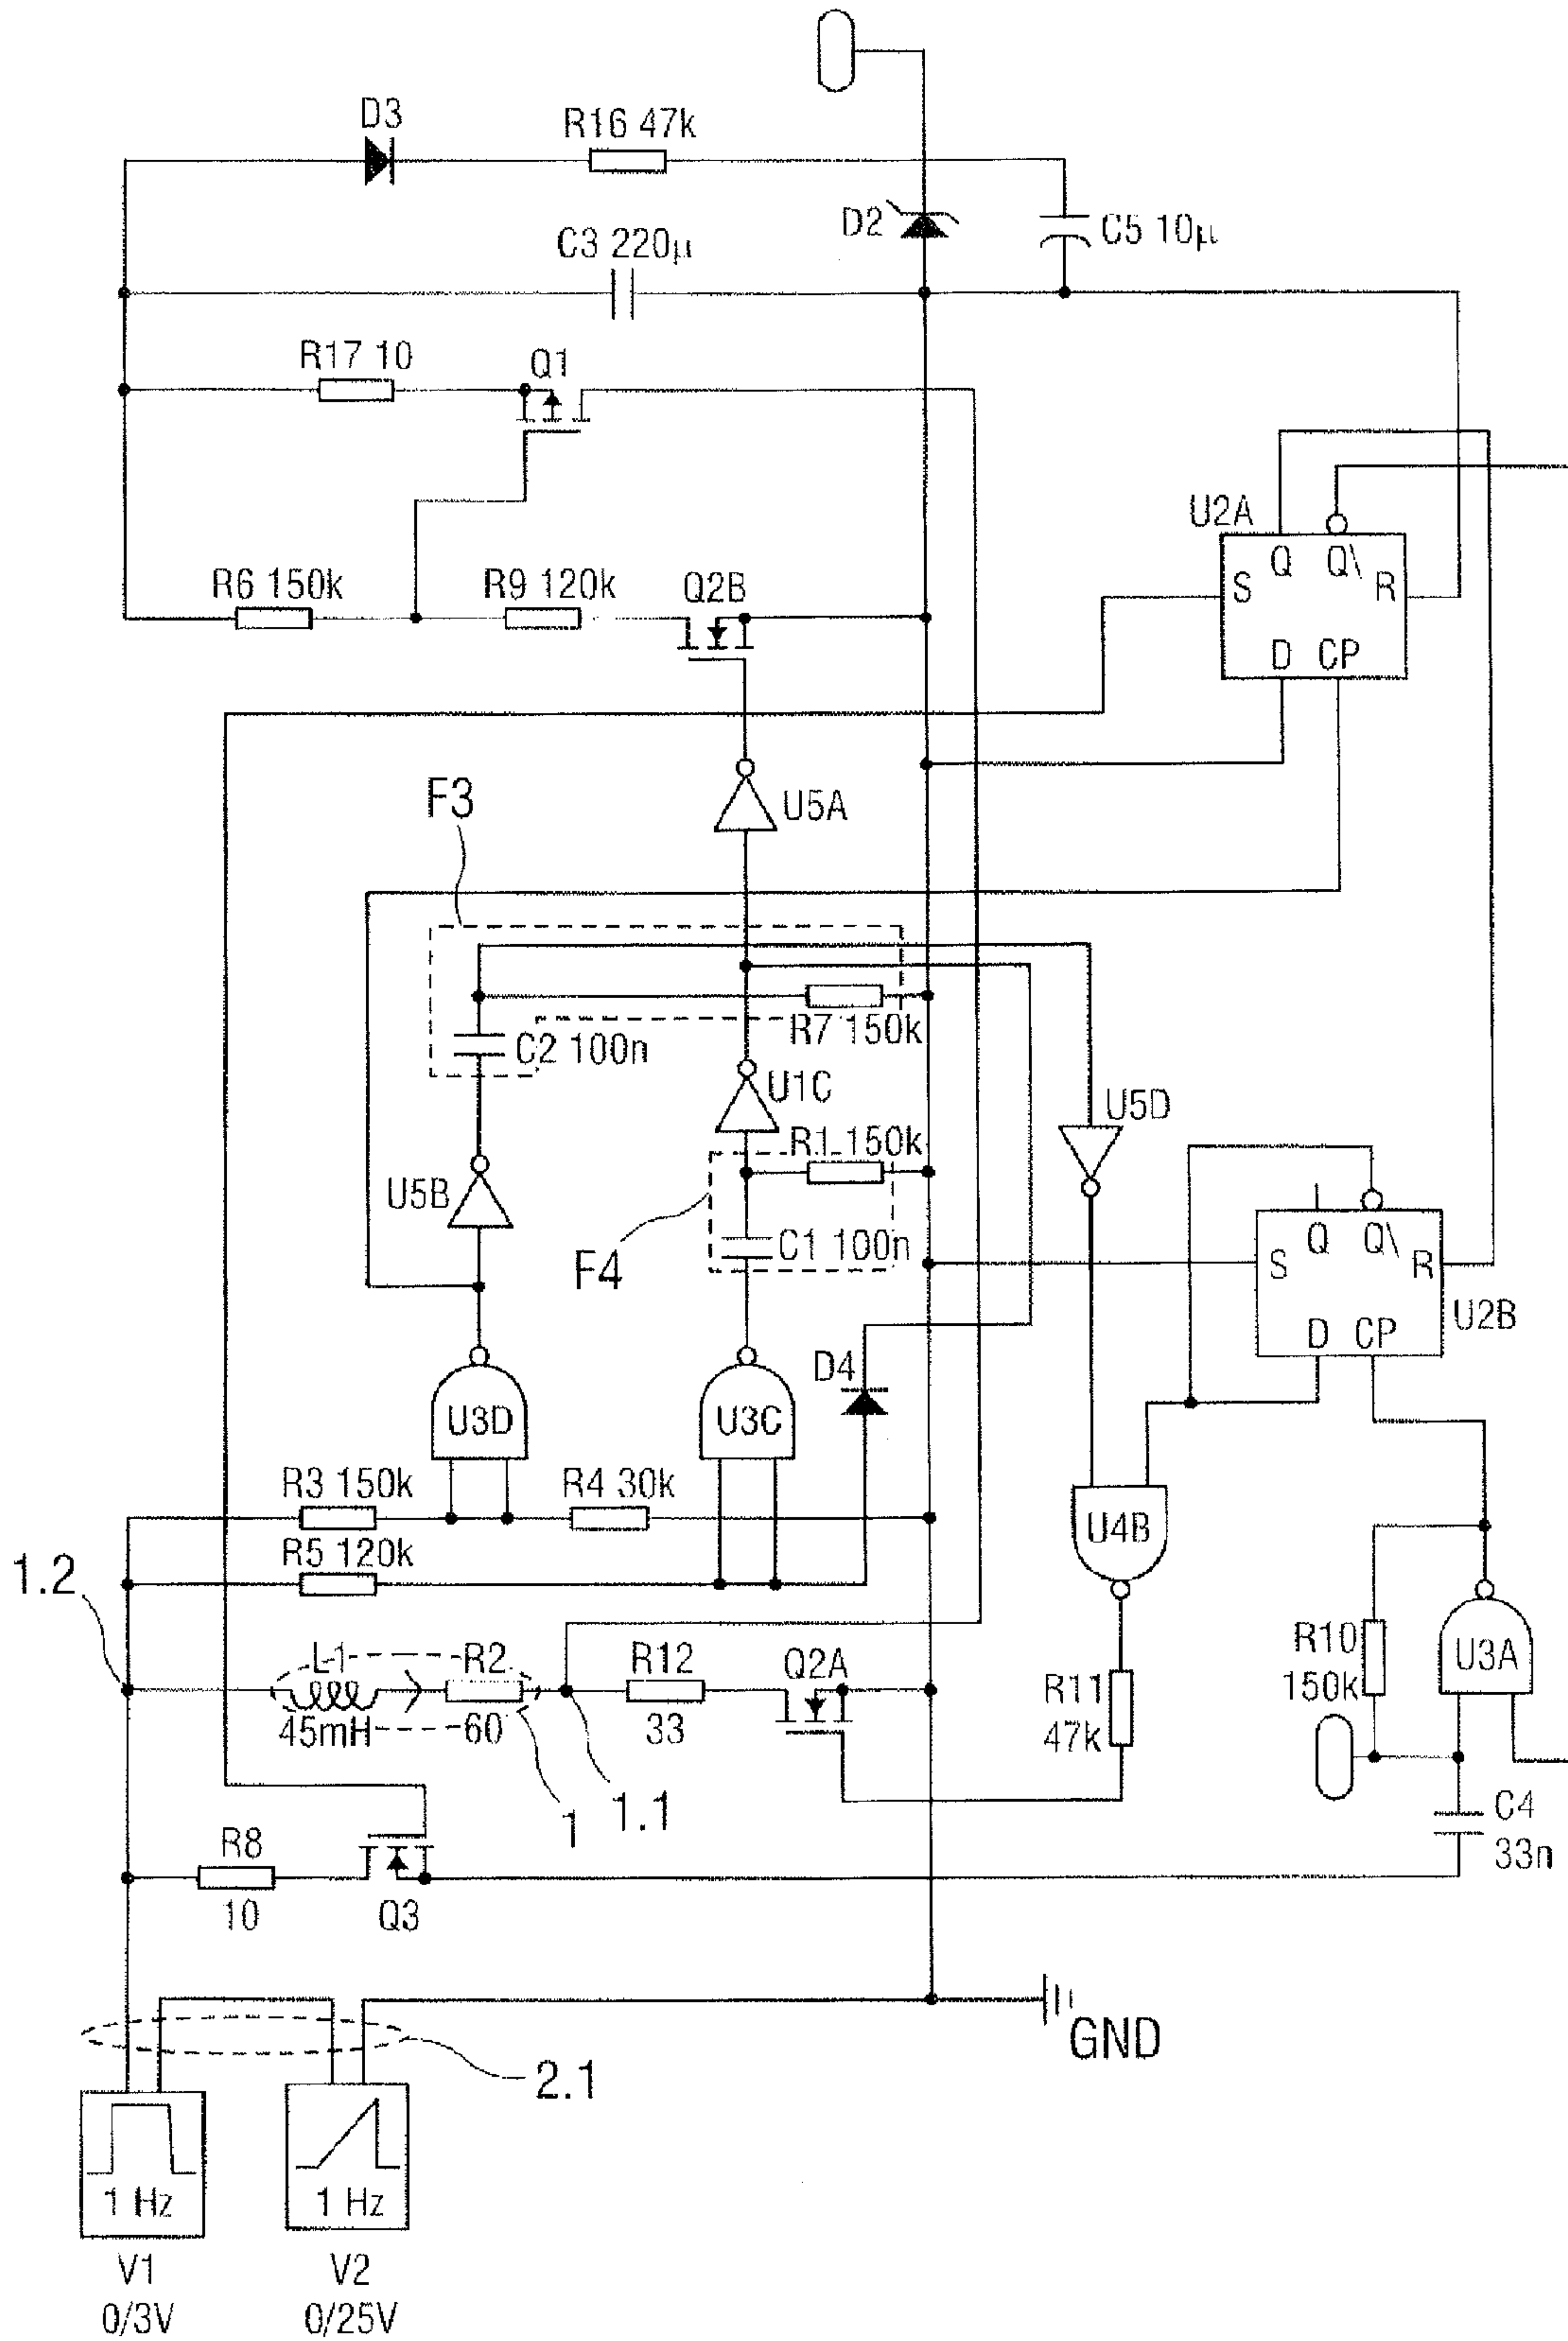 D3
R16 47k
D2
C5 10μ
C3 220μ
R17 10
Q1
U2A
Q Q\
S R
D CP
R6 150k
R9 120k
Q2B
F3
U5A
R7 150k
C2 100n
U1C
U5D
R1 150k
U5B
F4
C1 100n
Q Q\
S R
U2B
D CP
D4
U3D
U3C
R3 150k
R4 30k
U4B
R5 120k
1.2
L1
R2
R12
Q2A
R10
150k
U3A
R11
47k
45mH
60
33
1
1.1
C4
33n
R8
10
Q3
GND
2.1
1 Hz
1 Hz
V1
0/3V
V2
0/25V